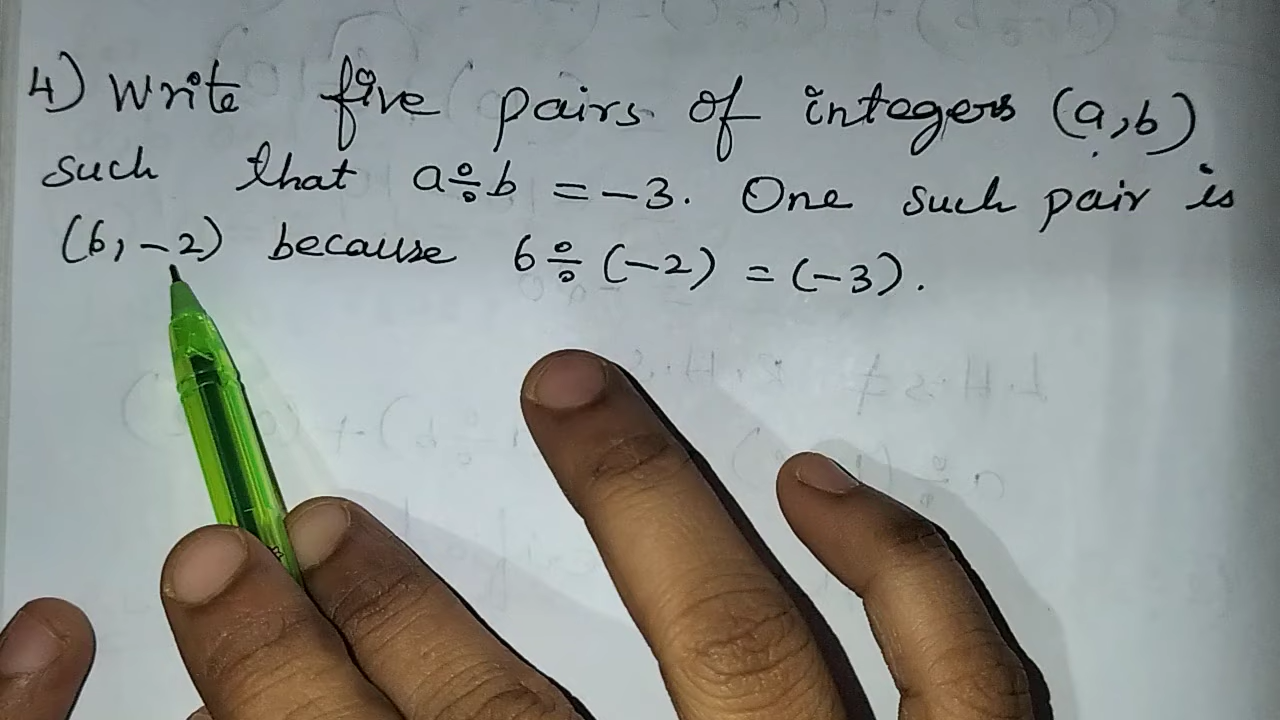 4) Write five pairs of integers (a,b)
such that a÷b = -3. One such pair is
(6, -2) because 6÷(-2) = (-3).